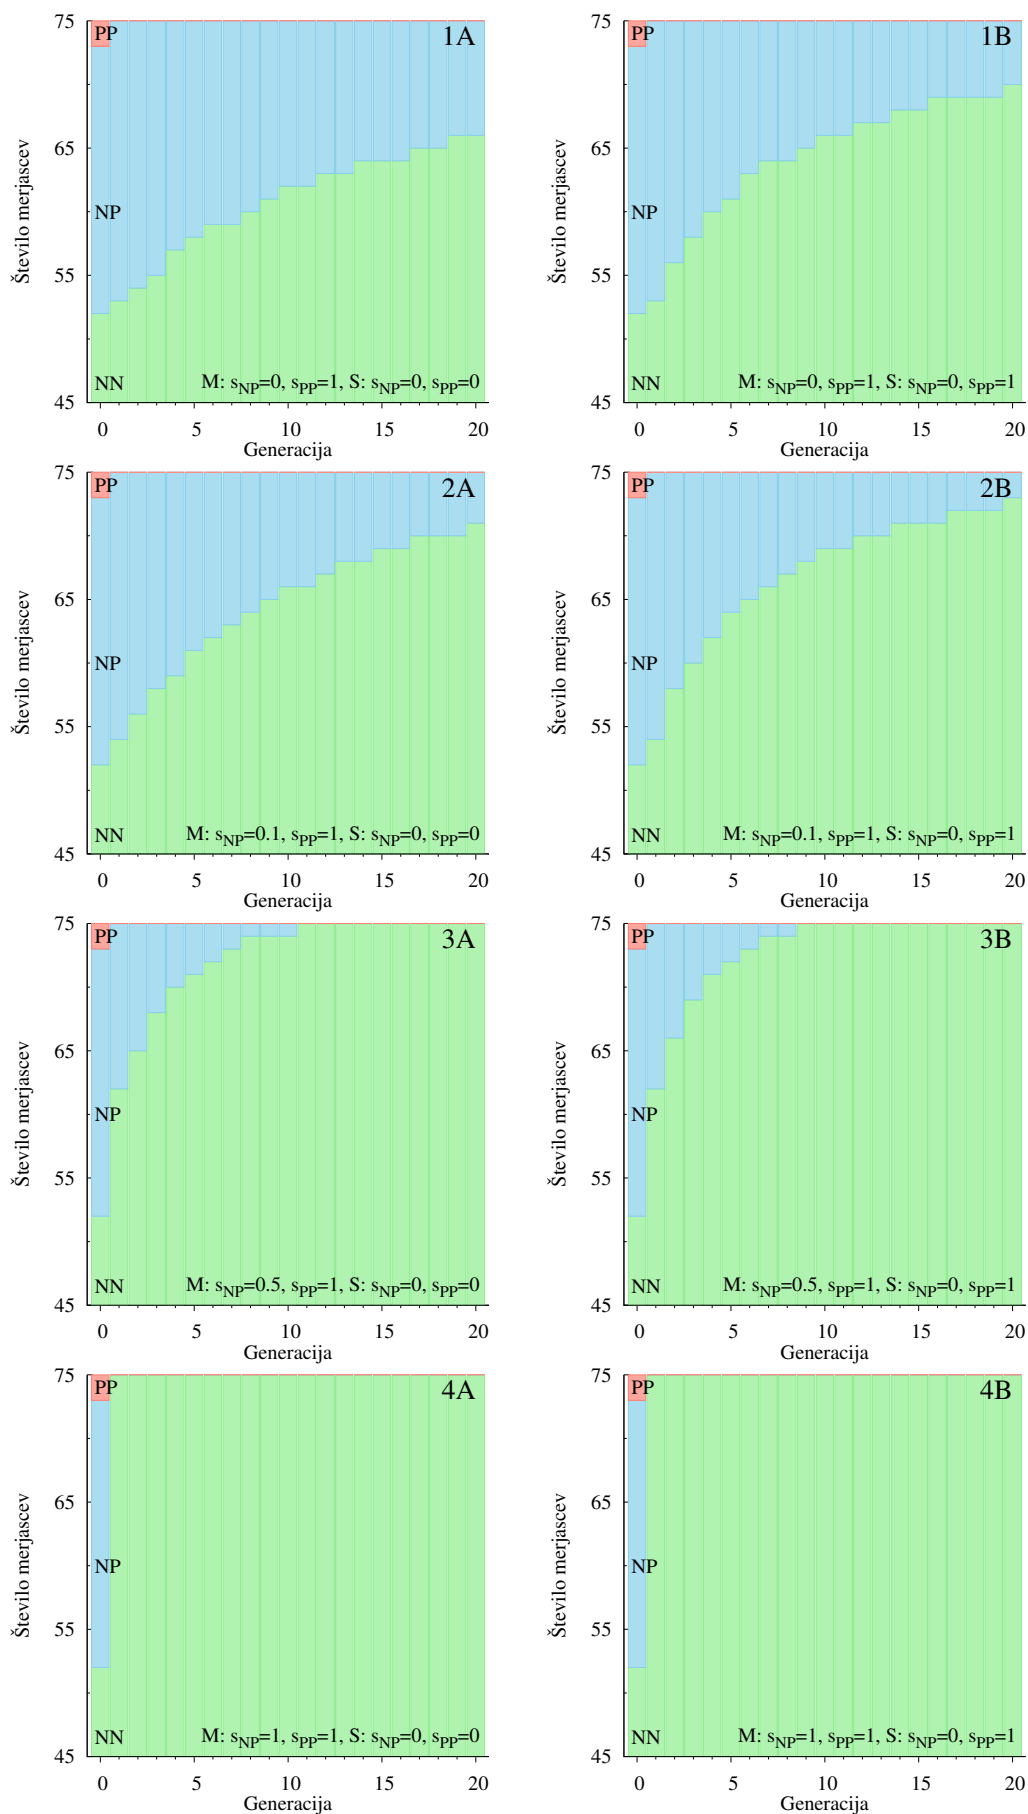 75
PP
1A
65
NP
55
NN
M: sNP=0, sPP=1, S: sNP=0, sPP=0
45
0 5 10 15 20
Generacija
Število merjascev
75
PP
1B
65
NP
55
NN
M: sNP=0, sPP=1, S: sNP=0, sPP=1
45
0 5 10 15 20
Generacija
Število merjascev
75
PP
2A
65
NP
55
NN
M: sNP=0.1, sPP=1, S: sNP=0, sPP=0
45
0 5 10 15 20
Generacija
Število merjascev
75
PP
2B
65
NP
55
NN
M: sNP=0.1, sPP=1, S: sNP=0, sPP=1
45
0 5 10 15 20
Generacija
Število merjascev
75
PP
3A
65
NP
55
NN
M: sNP=0.5, sPP=1, S: sNP=0, sPP=0
45
0 5 10 15 20
Generacija
Število merjascev
75
PP
3B
65
NP
55
NN
M: sNP=0.5, sPP=1, S: sNP=0, sPP=1
45
0 5 10 15 20
Generacija
Število merjascev
75
PP
4A
65
NP
55
NN
M: sNP=1, sPP=1, S: sNP=0, sPP=0
45
0 5 10 15 20
Generacija
Število merjascev
75
PP
4B
65
NP
55
NN
M: sNP=1, sPP=1, S: sNP=0, sPP=1
45
0 5 10 15 20
Generacija
Število merjascev